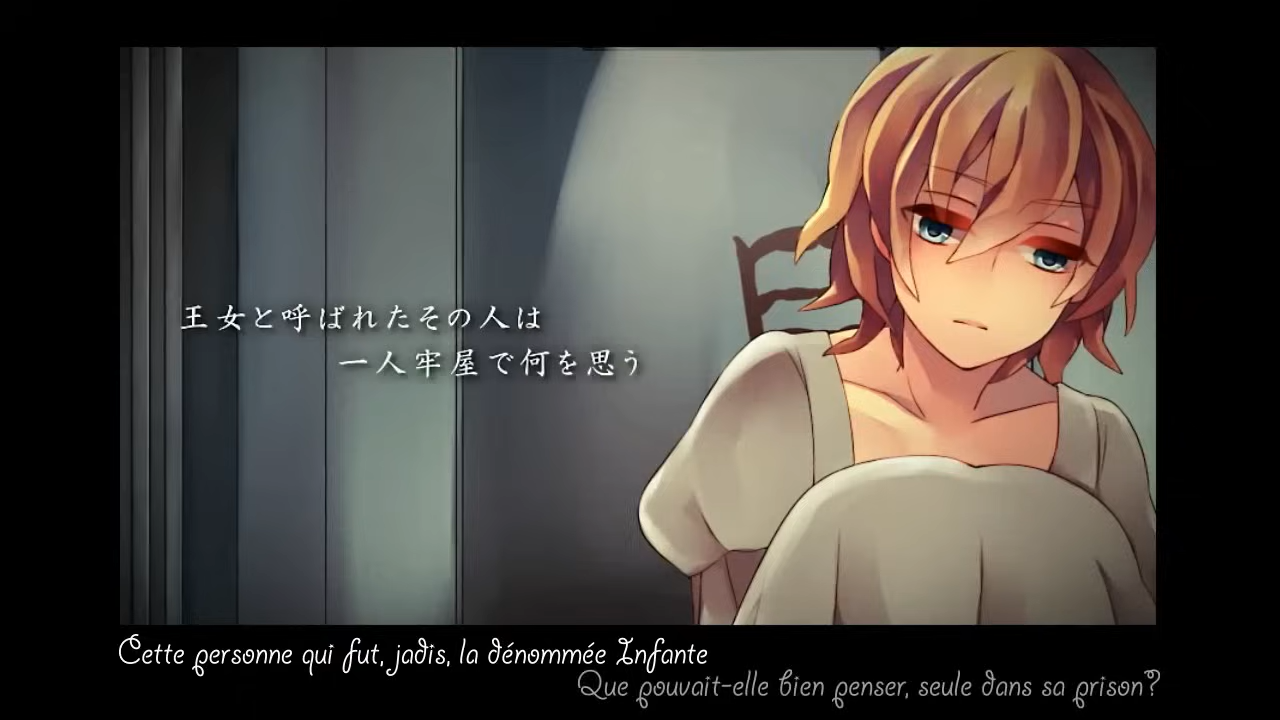 王女と呼ばれたその人は
一人牢屋で何を思う
Cette personne qui fut, jadis, la dénommée Infante
Que pouvait-elle bien penser, seule dans sa prison?